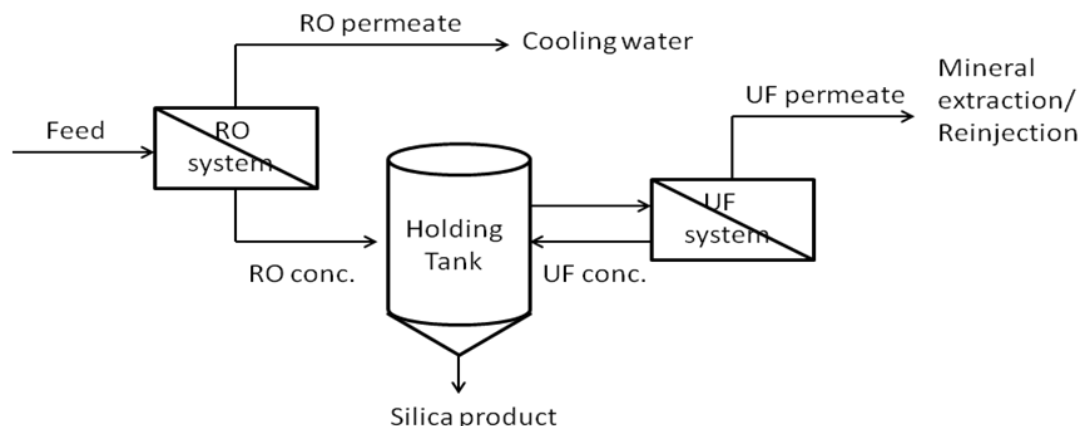 RO permeate
Cooling water
Feed
RO
system
RO conc.
Holding
Tank
Silica product
UF conc.
UF
system
UF permeate
Mineral
extraction/
Reinjection